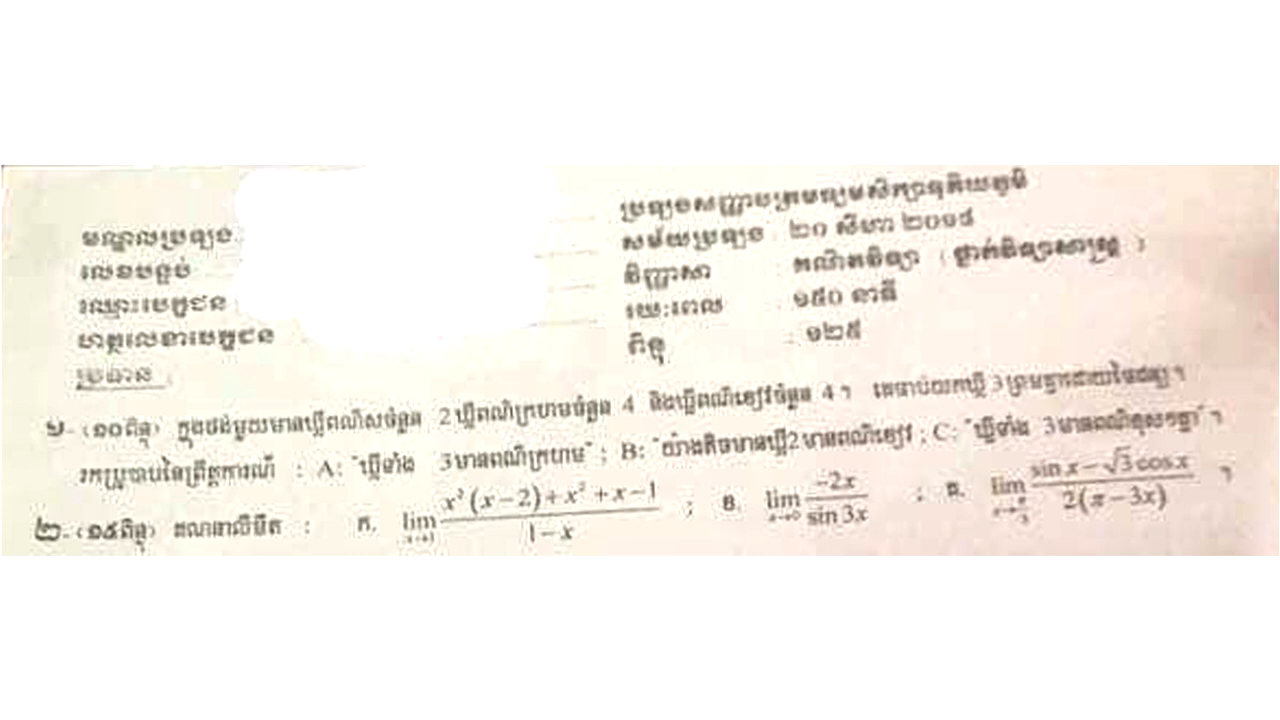 ប្រឡងសញ្ញាបត្រមធ្យមសិក្សាទុតិយភូមិ
មណ្ឌលប្រឡង
សម័យប្រឡង : ២០ សីហា ២០១៨
លេខបន្ទប់
វិញ្ញាសា : គណិតវិទ្យា ( ថ្នាក់វិទ្យាសាស្ត្រ )
ឈ្មោះបេក្ខជន
រយៈពេល : ១៥០ នាទី
ហត្ថលេខាបេក្ខជន
ពិន្ទុ : ១២៥
ប្រធាន
១- (១០ពិន្ទុ) ក្នុងថង់មួយមានឃ្លីពណ៌សចំនួន 2 ឃ្លីពណ៌ក្រហមចំនួន 4 និងឃ្លីពណ៌ខៀវចំនួន 4 ។ គេចាប់យកឃ្លី 3 ព្រមគ្នាដោយចៃដន្យ។
រកប្រូបាបនៃព្រឹត្តិការណ៍ : A: "ឃ្លីទាំង 3 មានពណ៌ក្រហម" ; B: "យ៉ាងតិចមានឃ្លី2 មានពណ៌ខៀវ ; C: "ឃ្លីទាំង 3 មានពណ៌ខុសៗគ្នា" ។
២-(១៥ពិន្ទុ) គណនាលីមីត : ក. lim x→1 (x³(x−2)+x²+x−1)/(1−x) ; ខ. lim x→0 (−2x)/(sin 3x) ; គ. lim x→π/3 (sin x−√3 cos x)/(2(π−3x)) ។